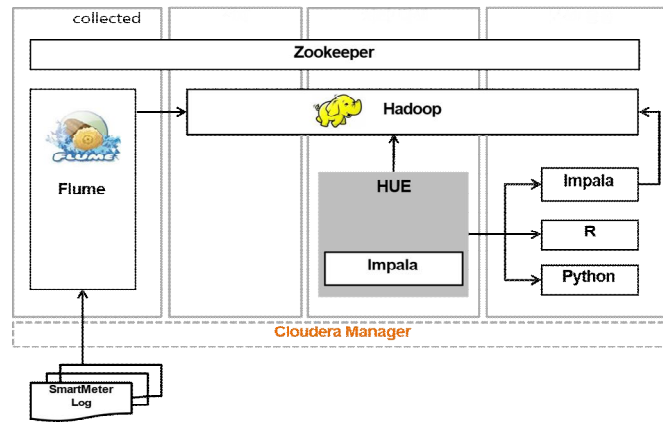 collected
Zookeeper
Hadoop
FLUME
Flume
HUE
Impala
Impala
R
Python
Cloudera Manager
SmartMeter
Log